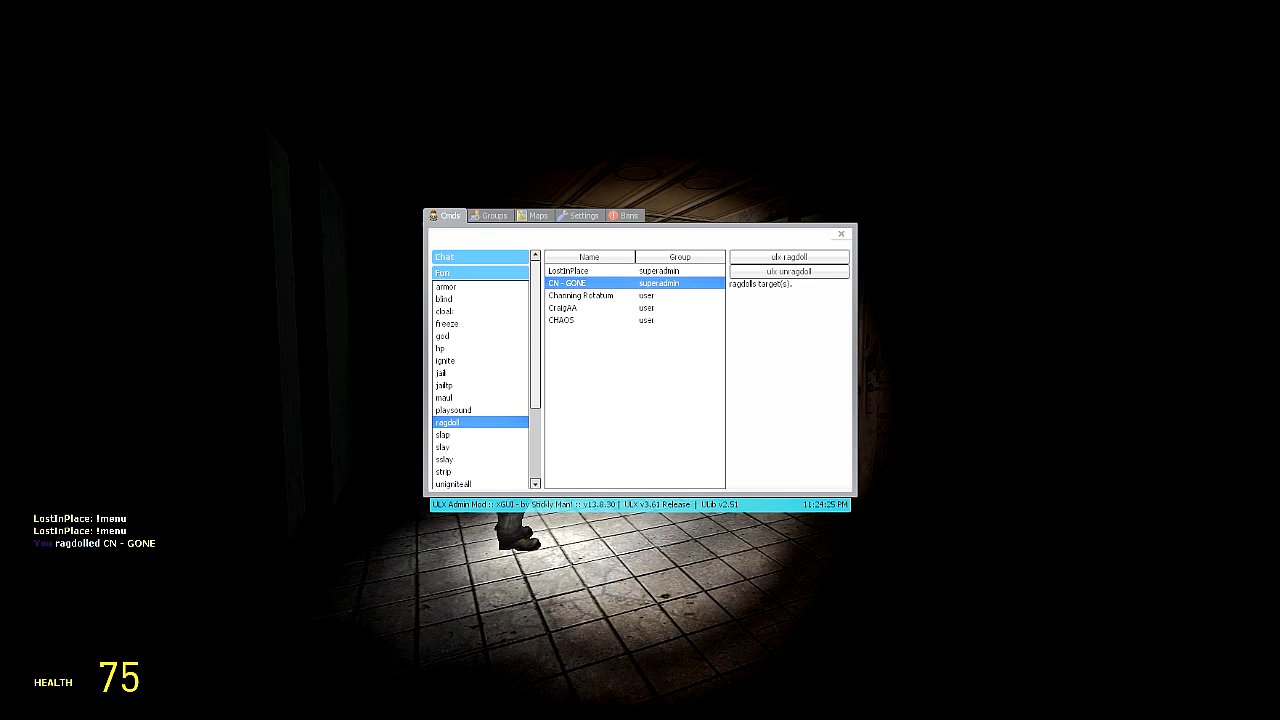 Cmds Groups Maps Settings Bans
Chat
Fun
armor
blind
cloak
freeze
god
hp
ignite
jail
jailtp
maul
playsound
ragdoll
slap
slay
sslay
strip
unigniteall
Name Group
LostInPlace superadmin
CN - GONE superadmin
Channing Rotatum user
CraigAA user
CHAOS user
ulx ragdoll
ulx unragdoll
ragdolls target(s).
ULX Admin Mod :: XGUI - by Stickly Man! :: v13.8.30 | ULX v3.61 Release | ULib v2.51 11:24:25 PM
LostInPlace: !menu
LostInPlace: !menu
You ragdolled CN - GONE
HEALTH 75